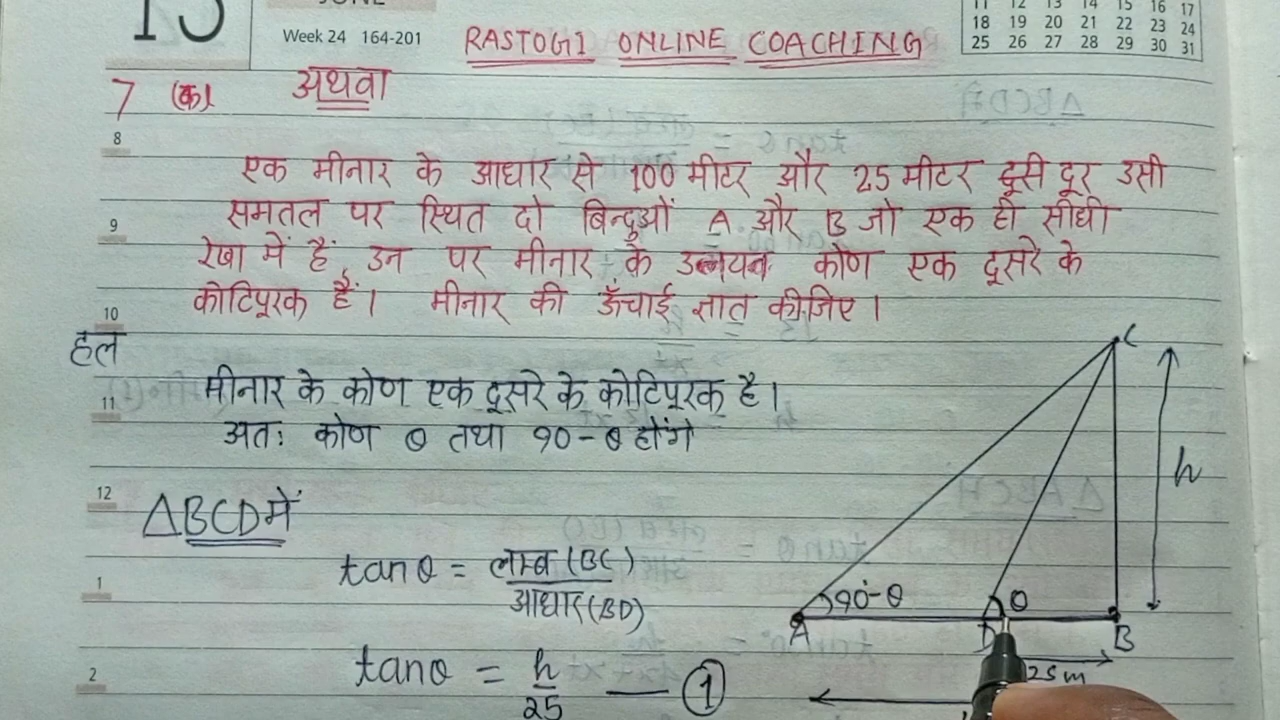 JUNE
Week 24 164-201
RASTOGI ONLINE COACHING
11 12 13 14 15 16 17
18 19 20 21 22 23 24
25 26 27 28 29 30 31
7 (क) अथवा
8
एक मीनार के आधार से 100 मीटर और 25 मीटर दूरी दूर उसी
समतल पर स्थित दो बिन्दुओं A और B जो एक ही सीधी
9
रेखा में हैं, उन पर मीनार के उन्नयन कोण एक दूसरे के
कोटिपूरक हैं। मीनार की ऊँचाई ज्ञात कीजिए।
10
हल
मीनार के कोण एक दूसरे के कोटिपूरक है।
11
अतः कोण θ तथा 90-θ होंगे
12
ΔBCD में
tanθ = लम्ब (BC)
आधार (BD)
1
tanθ = h
25
— 1
2
C
h
90°-θ
θ
A
D
B
25m